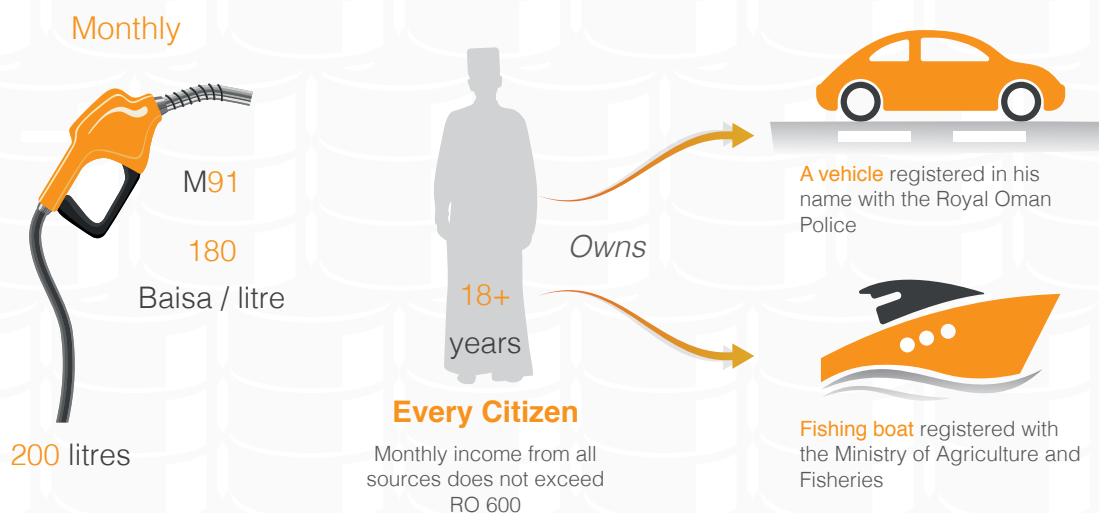 Monthly
M91
180
Baisa / litre
200 litres
18+
years
Every Citizen
Monthly income from all
sources does not exceed
RO 600
Owns
A vehicle registered in his
name with the Royal Oman
Police
Fishing boat registered with
the Ministry of Agriculture and
Fisheries